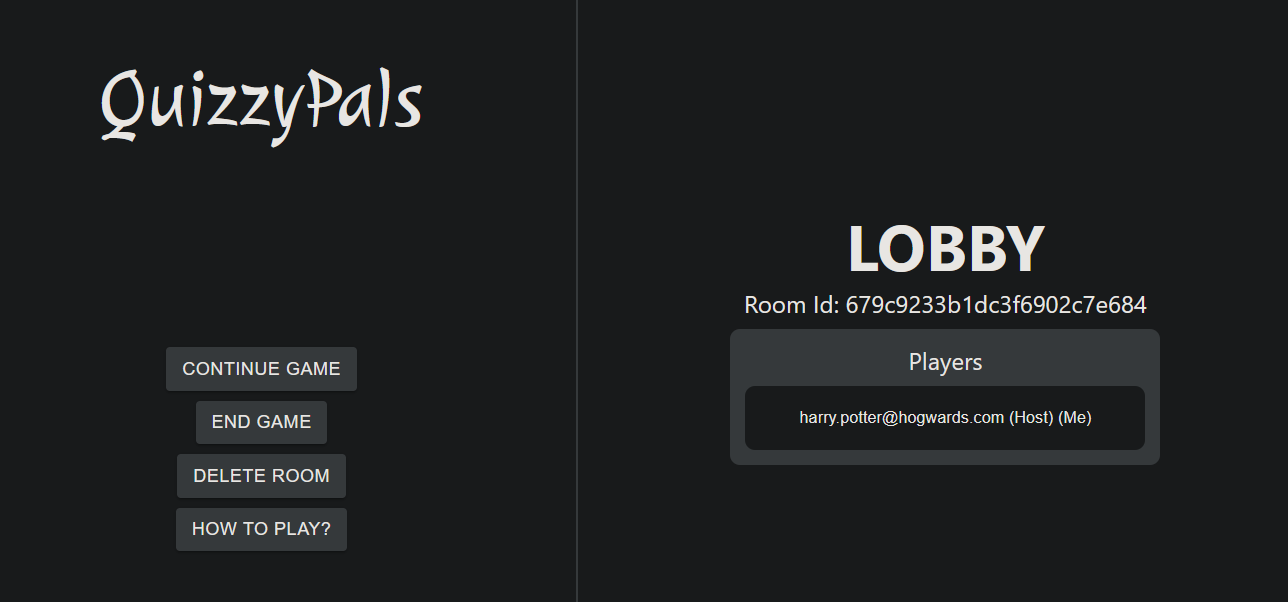 QuizzyPals
CONTINUE GAME
END GAME
DELETE ROOM
HOW TO PLAY?
LOBBY
Room Id: 679c9233b1dc3f6902c7e684
Players
harry.potter@hogwards.com (Host) (Me)